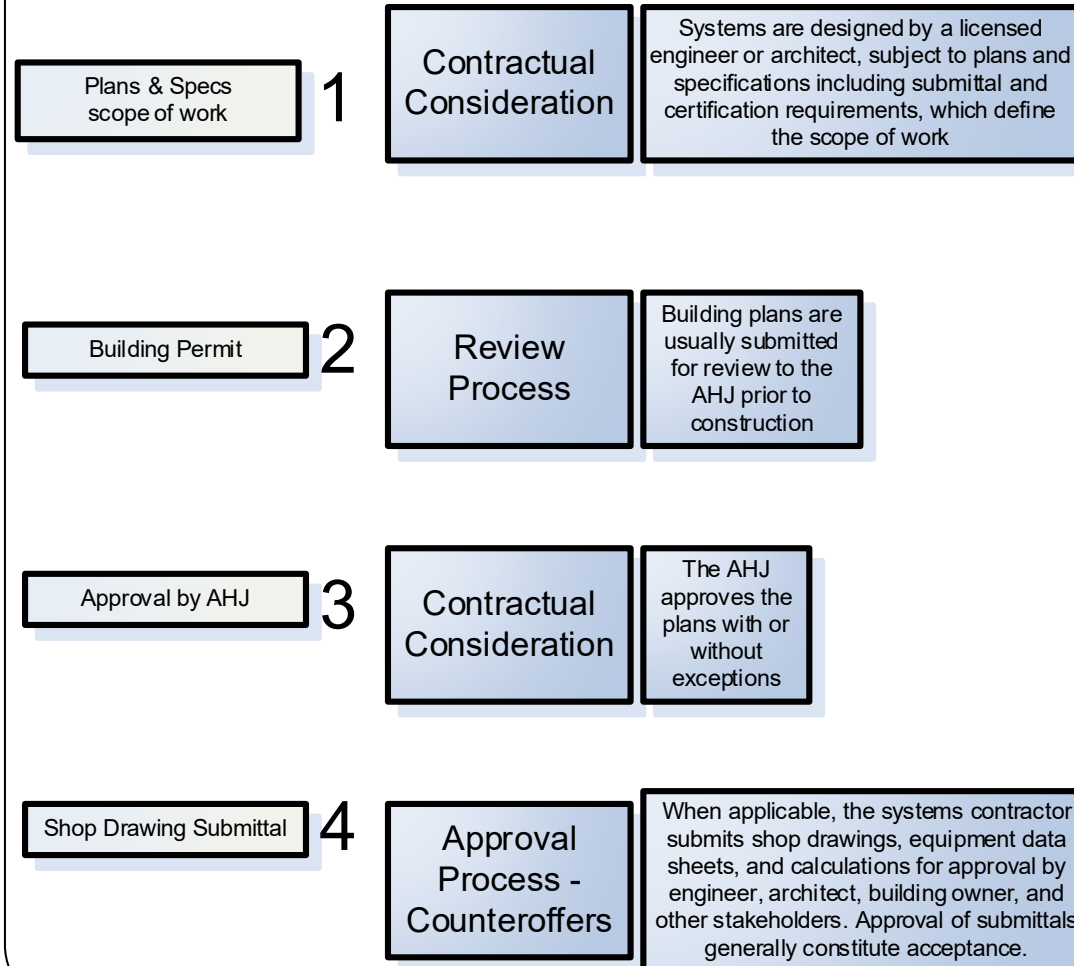 Plans & Specs
scope of work
1
Contractual
Consideration
Systems are designed by a licensed
engineer or architect, subject to plans and
specifications including submittal and
certification requirements, which define
the scope of work
Building Permit
2
Review
Process
Building plans are
usually submitted
for review to the
AHJ prior to
construction
Approval by AHJ
3
Contractual
Consideration
The AHJ
approves the
plans with or
without
exceptions
Shop Drawing Submittal
4
Approval
Process -
Counteroffers
When applicable, the systems contractor
submits shop drawings, equipment data
sheets, and calculations for approval by
engineer, architect, building owner, and
other stakeholders. Approval of submittals
generally constitute acceptance.